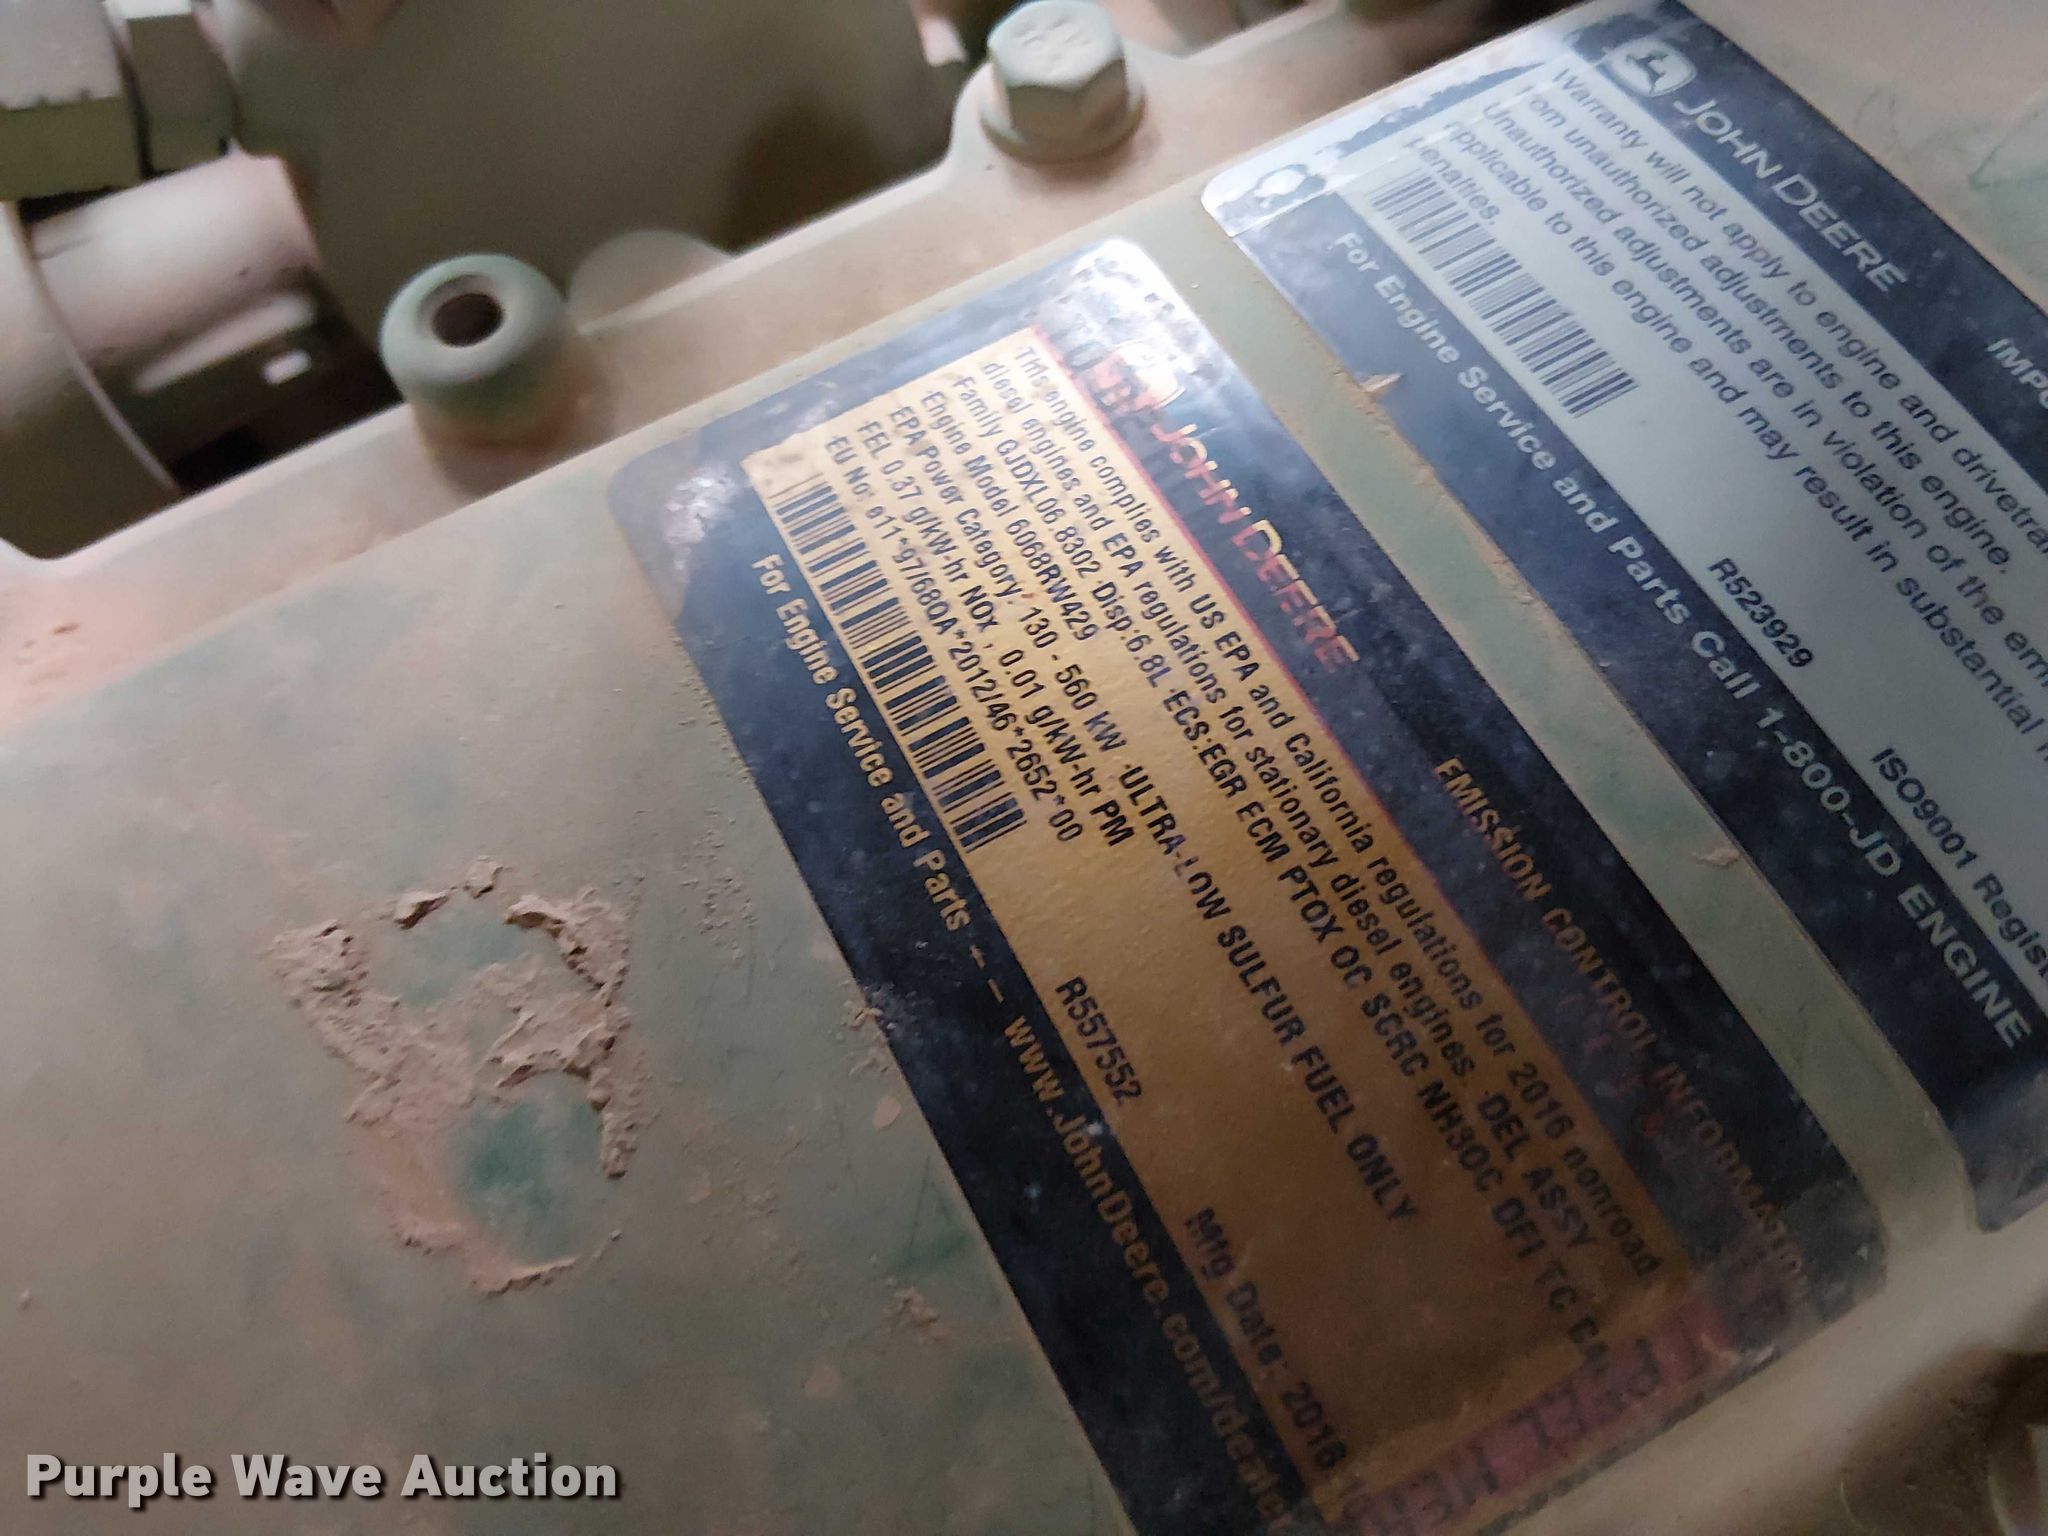 JOHN DEERE
Warranty will not apply to engine and
from unauthorized adjustments to this engine.
Unauthorized adjustments are in violation of the
applicable to this engine and may result in substantial
penalties.
R523929
ISO9001
For Engine Service and Parts Call 1-800-JD ENGINE
JOHN DEERE
EMISSION CONTROL INFORMATION
This engine complies with US EPA and California regulations for 2016 nonroad
diesel engines and EPA regulations for stationary diesel engines. ·DEL ASSY
·Family GJDXL06.8302 ·Disp:6.8L ·ECS:EGR ECM PTOX OC SCRC NH3OC DFI TC
·Engine Model 6068RW429
·EPA Power Category: 130 - 560 kW ·ULTRA-LOW SULFUR FUEL ONLY
·FEL 0.37 g/kW-hr NOx, 0.01 g/kW-hr PM
·EU No: e11*97/68QA*2012/46*2652*00
R557552
Mfg Date: 2016
For Engine Service and Parts - - - www.JohnDeere.com/dealer
Purple Wave Auction